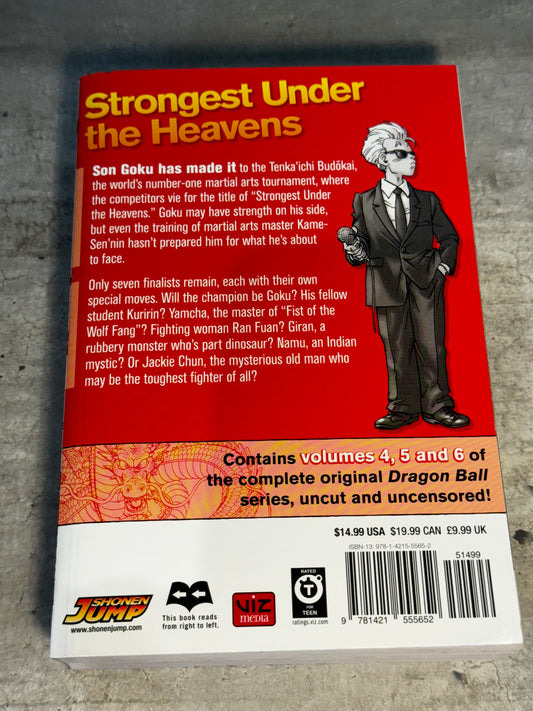 Strongest Under
the Heavens
Son Goku has made it to the Tenka'ichi Budôkai,
the world's number-one martial arts tournament, where
the competitors vie for the title of "Strongest Under
the Heavens." Goku may have strength on his side,
but even the training of martial arts master Kame-
Sen'nin hasn't prepared him for what he's about
to face.
Only seven finalists remain, each with their own
special moves. Will the champion be Goku? His fellow
student Kuririn? Yamcha, the master of "Fist of the
Wolf Fang"? Fighting woman Ran Fuan? Giran, a
rubbery monster who's part dinosaur? Namu, an Indian
mystic? Or Jackie Chun, the mysterious old man who
may be the toughest fighter of all?
Contains volumes 4, 5 and 6 of
the complete original Dragon Ball
series, uncut and uncensored!
$14.99 USA $19.99 CAN £9.99 UK
ISBN-13: 978-1-4215-5565-2
51499
9 781421 555652
SHONEN
JUMP
www.shonenjump.com
This book reads
from right to left.
VIZ
media
RATED
T
FOR
TEEN
ratings.viz.com